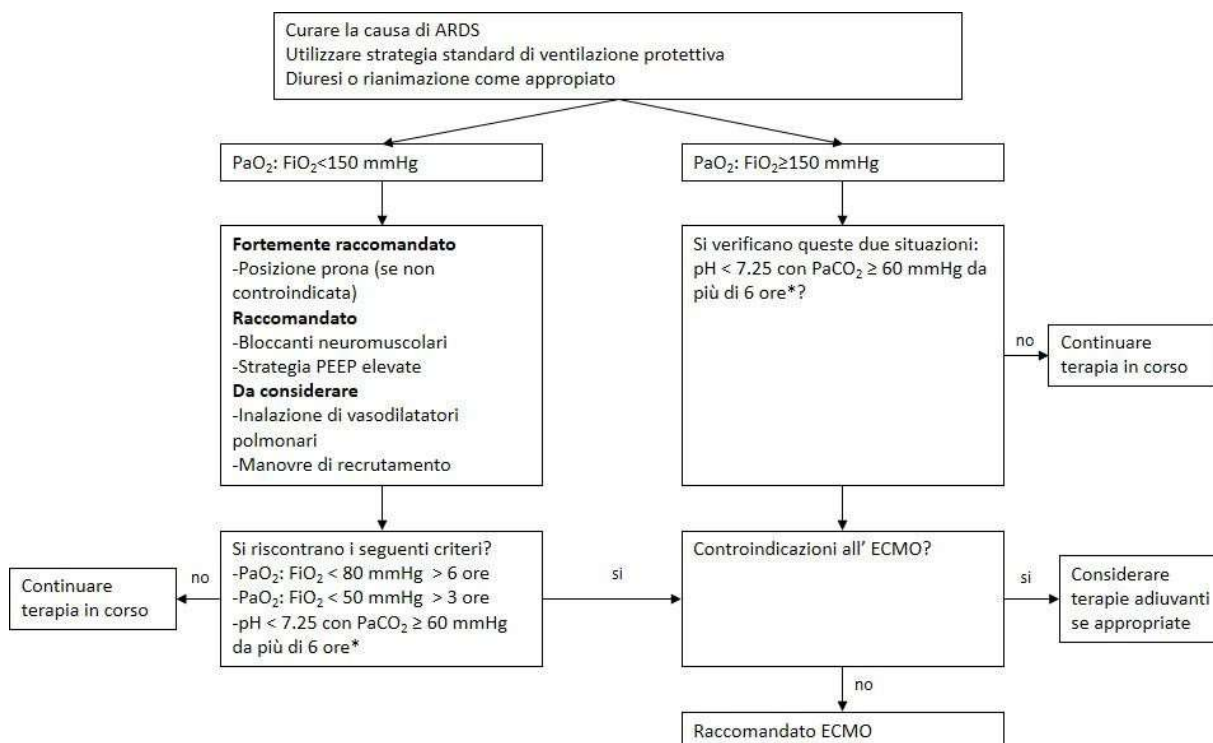 Curare la causa di ARDS
Utilizzare strategia standard di ventilazione protettiva
Diuresi o rianimazione come appropiato
PaO₂: FiO₂<150 mmHg
PaO₂: FiO₂≥150 mmHg
Fortemente raccomandato
-Posizione prona (se non
controindicata)
Raccomandato
-Bloccanti neuromuscolari
-Strategia PEEP elevate
Da considerare
-Inalazione di vasodilatatori
polmonari
-Manovre di recrutamento
Si verificano queste due situazioni:
pH < 7.25 con PaCO₂ ≥ 60 mmHg da
più di 6 ore*?
no
Continuare
terapia in corso
Si riscontrano i seguenti criteri?
-PaO₂: FiO₂ < 80 mmHg > 6 ore
-PaO₂: FiO₂ < 50 mmHg > 3 ore
-pH < 7.25 con PaCO₂ ≥ 60 mmHg
da più di 6 ore*
no
Continuare
terapia in corso
si
Controindicazioni all' ECMO?
si
Considerare
terapie adiuvanti
se appropriate
no
Raccomandato ECMO